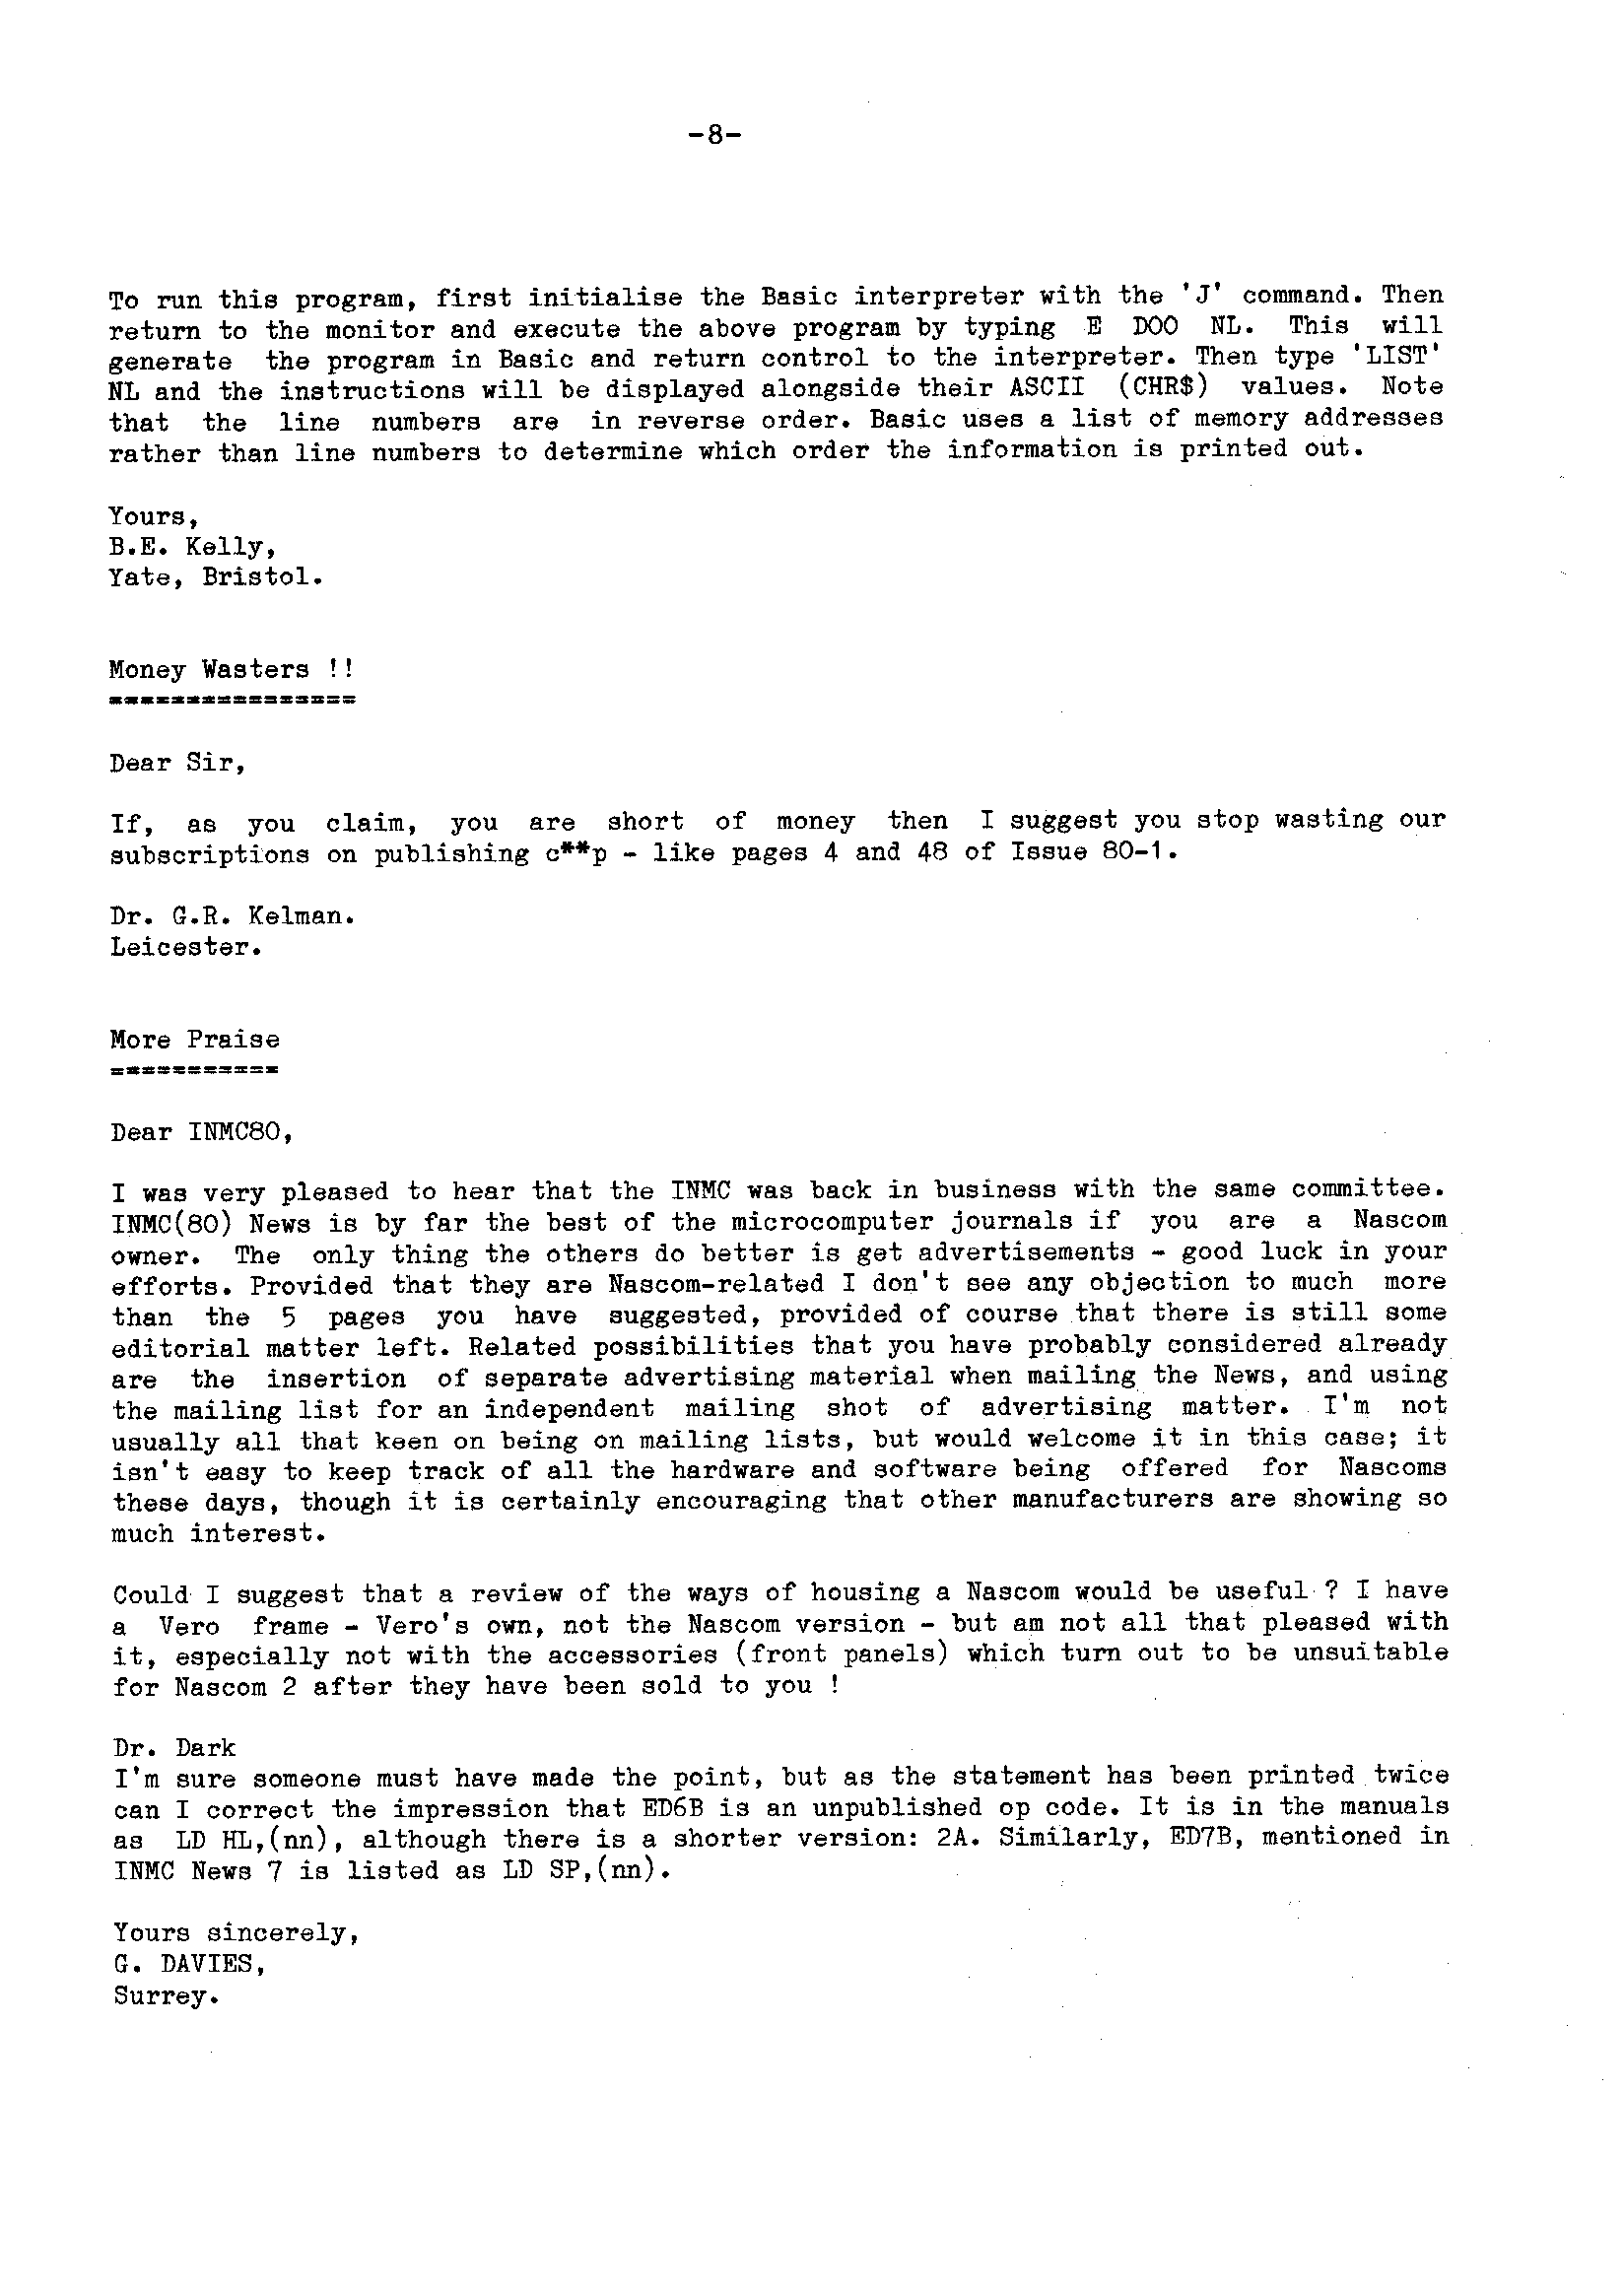 -8-
To run this program, first initialise the Basic interpreter with the 'J' command. Then
return to the monitor and execute the above program by typing E DOO NL. This will
generate the program in Basic and return control to the interpreter. Then type 'LIST'
NL and the instructions will be displayed alongside their ASCII (CHR$) values. Note
that the line numbers are in reverse order. Basic uses a list of memory addresses
rather than line numbers to determine which order the information is printed out.
Yours,
B.E. Kelly,
Yate, Bristol.
Money Wasters !!
================
Dear Sir,
If, as you claim, you are short of money then I suggest you stop wasting our
subscriptions on publishing c**p - like pages 4 and 48 of Issue 80-1.
Dr. G.R. Kelman.
Leicester.
More Praise
===========
Dear INMC80,
I was very pleased to hear that the INMC was back in business with the same committee.
INMC(80) News is by far the best of the microcomputer journals if you are a Nascom
owner. The only thing the others do better is get advertisements - good luck in your
efforts. Provided that they are Nascom-related I don't see any objection to much more
than the 5 pages you have suggested, provided of course that there is still some
editorial matter left. Related possibilities that you have probably considered already
are the insertion of separate advertising material when mailing the News, and using
the mailing list for an independent mailing shot of advertising matter. I'm not
usually all that keen on being on mailing lists, but would welcome it in this case; it
isn't easy to keep track of all the hardware and software being offered for Nascoms
these days, though it is certainly encouraging that other manufacturers are showing so
much interest.
Could I suggest that a review of the ways of housing a Nascom would be useful ? I have
a Vero frame - Vero's own, not the Nascom version - but am not all that pleased with
it, especially not with the accessories (front panels) which turn out to be unsuitable
for Nascom 2 after they have been sold to you !
Dr. Dark
I'm sure someone must have made the point, but as the statement has been printed twice
can I correct the impression that ED6B is an unpublished op code. It is in the manuals
as LD HL,(nn), although there is a shorter version: 2A. Similarly, ED7B, mentioned in
INMC News 7 is listed as LD SP,(nn).
Yours sincerely,
G. DAVIES,
Surrey.